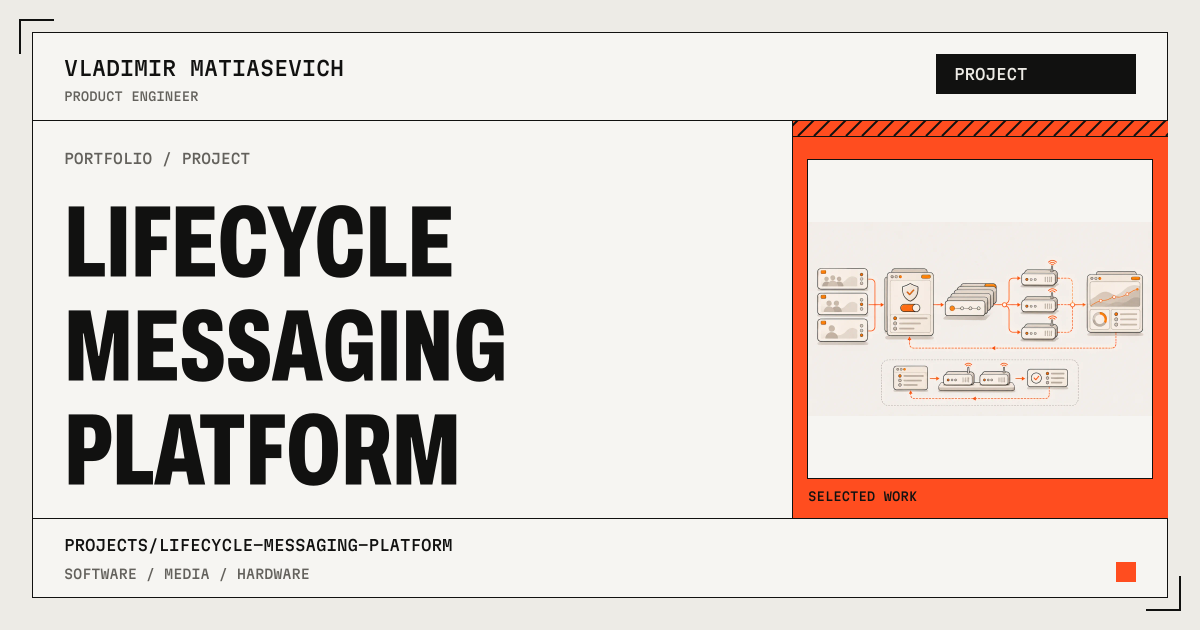 VLADIMIR MATIASEVICH
PRODUCT ENGINEER
PROJECT
PORTFOLIO / PROJECT
LIFECYCLE
MESSAGING
PLATFORM
SELECTED WORK
PROJECTS/LIFECYCLE–MESSAGING–PLATFORM
SOFTWARE / MEDIA / HARDWARE